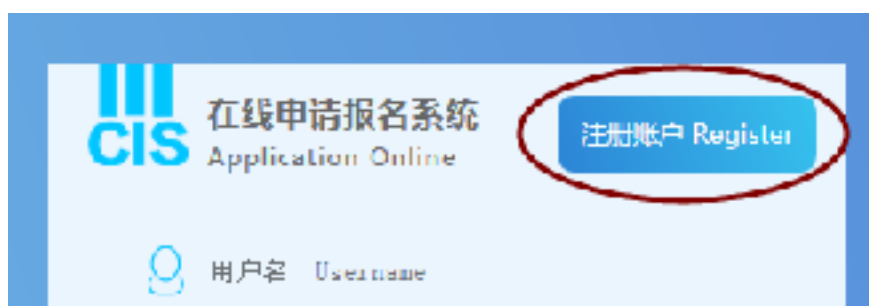 CIS
在线申请报名系统
Application Online
注册账户 Register
用户名 Username